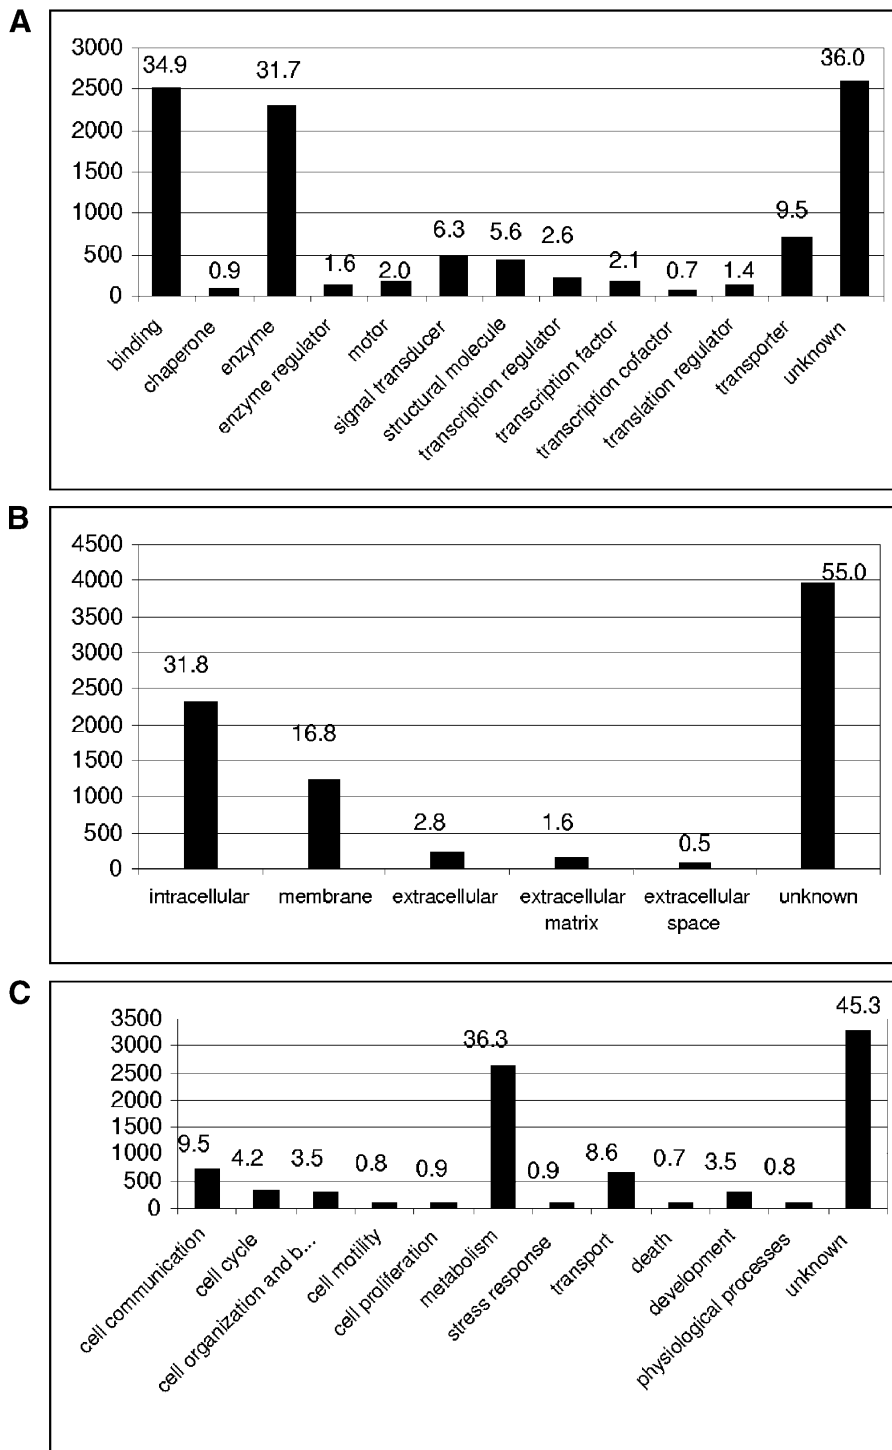 A
3000
2500
2000
1500
1000
500
0
34.9
0.9
31.7
1.6
2.0
6.3
5.6
2.6
2.1
0.7
1.4
9.5
36.0
binding
chaperone
enzyme
enzyme regulator
motor
signal transducer
structural molecule
transcription regulator
transcription factor
transcription cofactor
translation regulator
transporter
unknown
B
4500
4000
3500
3000
2500
2000
1500
1000
500
0
31.8
16.8
2.8
1.6
0.5
55.0
intracellular
membrane
extracellular
extracellular
matrix
extracellular
space
unknown
C
3500
3000
2500
2000
1500
1000
500
0
9.5
4.2
3.5
0.8
0.9
36.3
0.9
8.6
0.7
3.5
0.8
45.3
cell communication
cell cycle
cell organization and b...
cell motility
cell proliferation
metabolism
stress response
transport
death
development
physiological processes
unknown